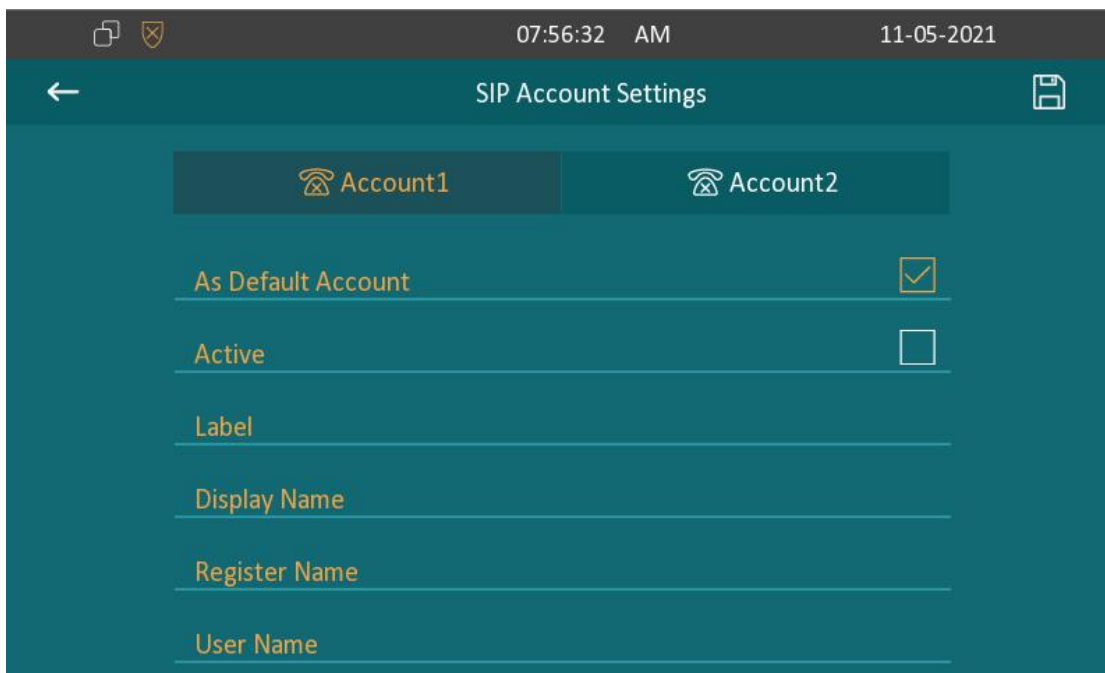 07:56:32 AM 11-05-2021
SIP Account Settings
Account1 Account2
As Default Account
Active
Label
Display Name
Register Name
User Name